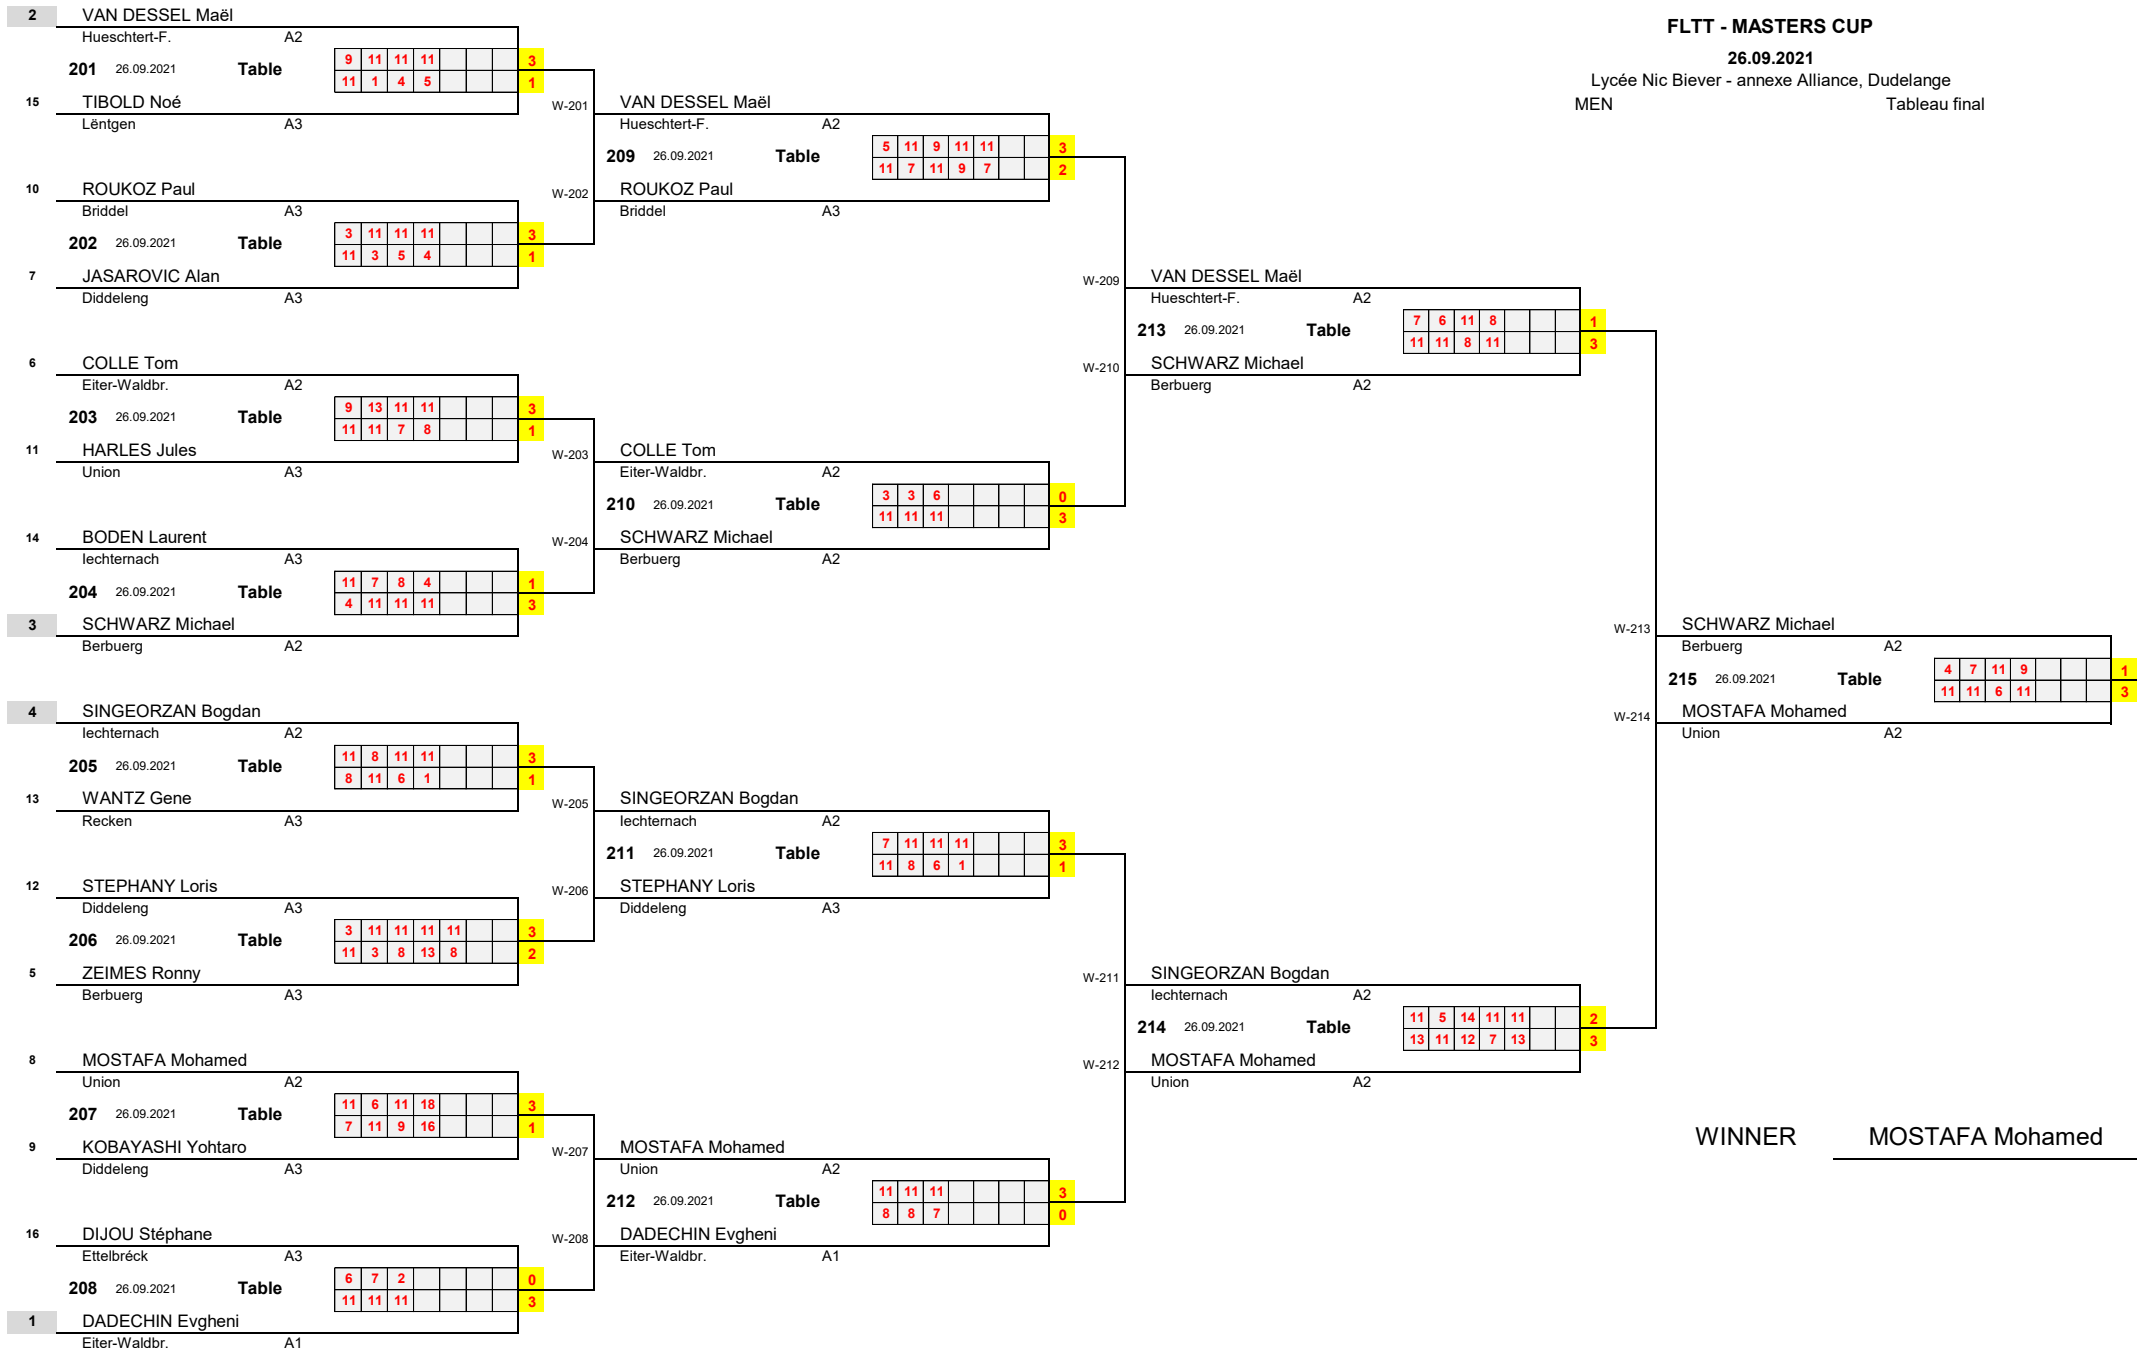 FLTT - MASTERS CUP
26.09.2021
Lycée Nic Biever - annexe Alliance, Dudelange
MEN Tableau final
2 VAN DESSEL Maël
Hueschtert-F. A2
201 26.09.2021 Table
9 11 11 11 3
11 1 4 5 1
15 TIBOLD Noé
Lëntgen A3
10 ROUKOZ Paul
Briddel A3
202 26.09.2021 Table
3 11 11 11 3
11 3 5 4 1
7 JASAROVIC Alan
Diddeleng A3
6 COLLE Tom
Eiter-Waldbr. A2
203 26.09.2021 Table
9 13 11 11 3
11 11 7 8 1
11 HARLES Jules
Union A3
14 BODEN Laurent
Iechternach A3
204 26.09.2021 Table
11 7 8 4 1
4 11 11 11 3
3 SCHWARZ Michael
Berbuerg A2
4 SINGEORZAN Bogdan
Iechternach A2
205 26.09.2021 Table
11 8 11 11 3
8 11 6 1 1
13 WANTZ Gene
Recken A3
12 STEPHANY Loris
Diddeleng A3
206 26.09.2021 Table
3 11 11 11 11 3
11 3 8 13 8 2
5 ZEIMES Ronny
Berbuerg A3
8 MOSTAFA Mohamed
Union A2
207 26.09.2021 Table
11 6 11 18 3
7 11 9 16 1
9 KOBAYASHI Yohtaro
Diddeleng A3
16 DIJOU Stéphane
Ettelbréck A3
208 26.09.2021 Table
6 7 2 0
11 11 11 3
1 DADECHIN Evgheni
Eiter-Waldbr. A1
W-201 VAN DESSEL Maël
Hueschtert-F. A2
209 26.09.2021 Table
5 11 9 11 11 3
11 7 11 9 7 2
W-202 ROUKOZ Paul
Briddel A3
W-203 COLLE Tom
Eiter-Waldbr. A2
210 26.09.2021 Table
3 3 6 0
11 11 11 3
W-204 SCHWARZ Michael
Berbuerg A2
W-205 SINGEORZAN Bogdan
Iechternach A2
211 26.09.2021 Table
7 11 11 11 3
11 8 6 1 1
W-206 STEPHANY Loris
Diddeleng A3
W-207 MOSTAFA Mohamed
Union A2
212 26.09.2021 Table
11 11 11 3
8 8 7 0
W-208 DADECHIN Evgheni
Eiter-Waldbr. A1
W-209 VAN DESSEL Maël
Hueschtert-F. A2
213 26.09.2021 Table
7 6 11 8 1
11 11 8 11 3
W-210 SCHWARZ Michael
Berbuerg A2
W-211 SINGEORZAN Bogdan
Iechternach A2
214 26.09.2021 Table
11 5 14 11 11 2
13 11 12 7 13 3
W-212 MOSTAFA Mohamed
Union A2
W-213 SCHWARZ Michael
Berbuerg A2
215 26.09.2021 Table
4 7 11 9 1
11 11 6 11 3
W-214 MOSTAFA Mohamed
Union A2
WINNER MOSTAFA Mohamed